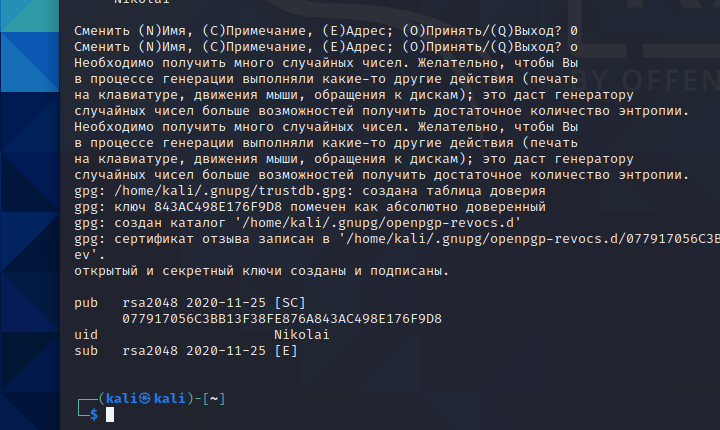 Nikolai
Сменить (N)Имя, (C)Примечание, (E)Адрес; (O)Принять/(Q)Выход? 0
Сменить (N)Имя, (C)Примечание, (E)Адрес; (O)Принять/(Q)Выход? o
Необходимо получить много случайных чисел. Желательно, чтобы Вы
в процессе генерации выполняли какие-то другие действия (печать
на клавиатуре, движения мыши, обращения к дискам); это даст генератору
случайных чисел больше возможностей получить достаточное количество энтропии.
Необходимо получить много случайных чисел. Желательно, чтобы Вы
в процессе генерации выполняли какие-то другие действия (печать
на клавиатуре, движения мыши, обращения к дискам); это даст генератору
случайных чисел больше возможностей получить достаточное количество энтропии.
gpg: /home/kali/.gnupg/trustdb.gpg: создана таблица доверия
gpg: ключ 843AC498E176F9D8 помечен как абсолютно доверенный
gpg: создан каталог '/home/kali/.gnupg/openpgp-revocs.d'
gpg: сертификат отзыва записан в '/home/kali/.gnupg/openpgp-revocs.d/077917056C3B
ev'.
открытый и секретный ключи созданы и подписаны.
pub   rsa2048 2020-11-25 [SC]
      077917056C3BB13F38FE876A843AC498E176F9D8
uid                      Nikolai
sub   rsa2048 2020-11-25 [E]
┌──(kali㉿kali)-[~]
└─$
BY OFFEN